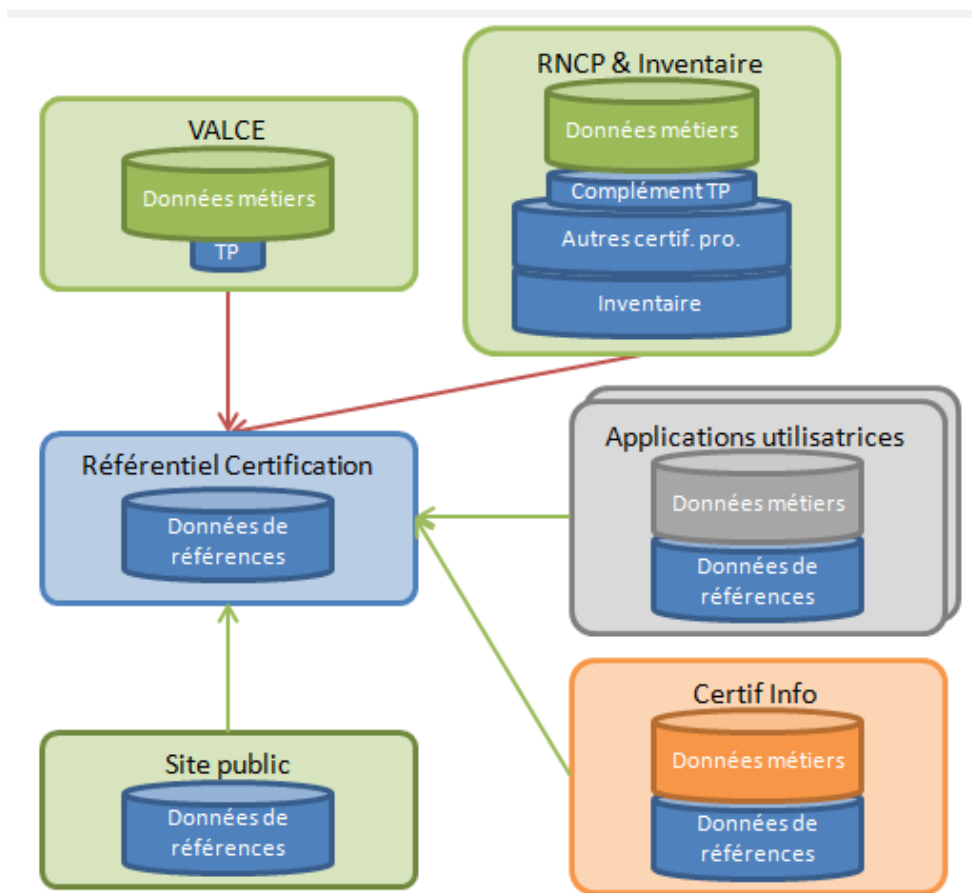 VALCE
Données métiers
TP
RNCP & Inventaire
Données métiers
Complément TP
Autres certif. pro.
Inventaire
Référentiel Certification
Données de
références
Applications utilisatrices
Données métiers
Données de
références
Site public
Données de
références
Certif Info
Données métiers
Données de
références